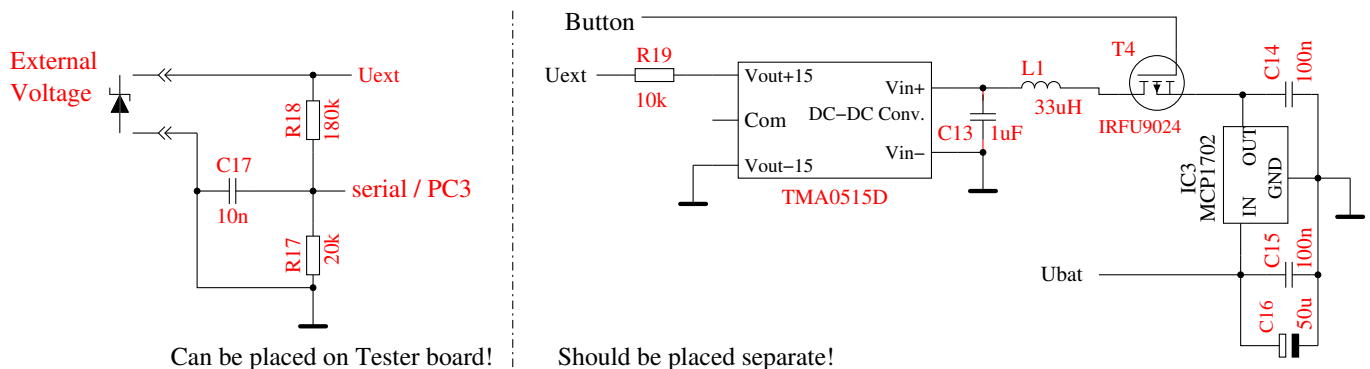 External
Voltage
Uext
R18
180k
C17
10n
serial / PC3
R17
20k
Can be placed on Tester board!
Button
Uext
R19
10k
Vout+15
Com
Vout−15
Vin+
DC−DC Conv.
Vin−
TMA0515D
C13
1uF
L1
33uH
T4
IRFU9024
C14
100n
IC3
MCP1702
OUT
GND
IN
C15
100n
Ubat
C16
50u
Should be placed separate!